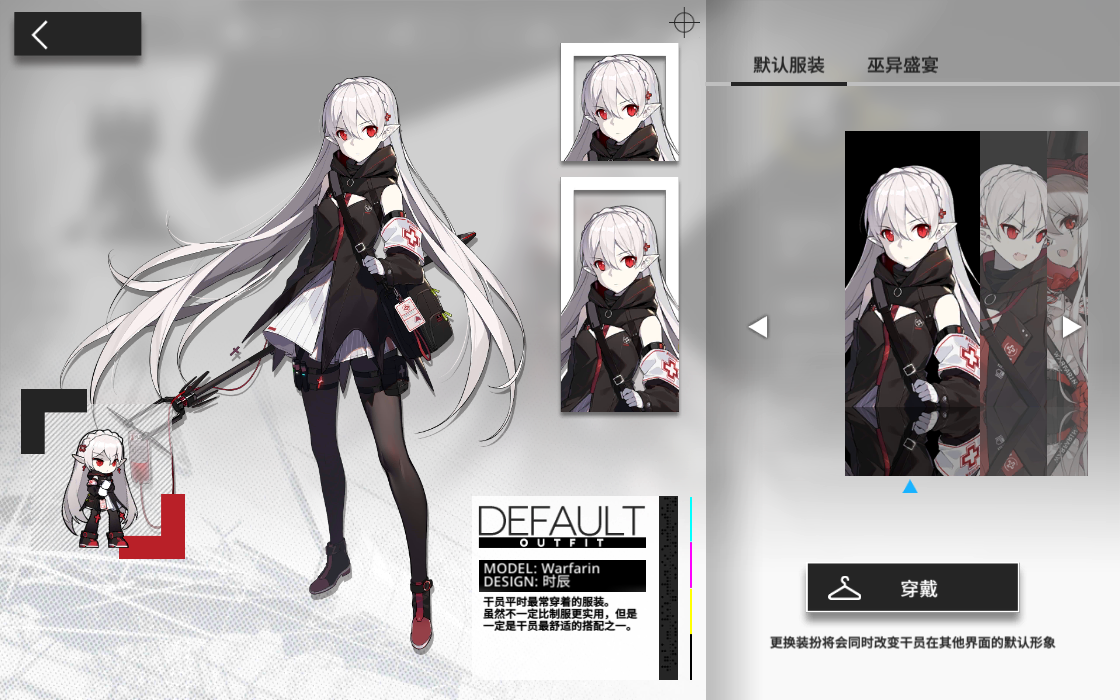 默认服装
巫异盛宴
DEFAULT
OUTFIT
MODEL: Warfarin
DESIGN: 时辰
干员平时最常穿着的服装。
虽然不一定比制服更实用，但是
一定是干员最舒适的搭配之一。
WARFARIN
穿戴
更换装扮将会同时改变干员在其他界面的默认形象